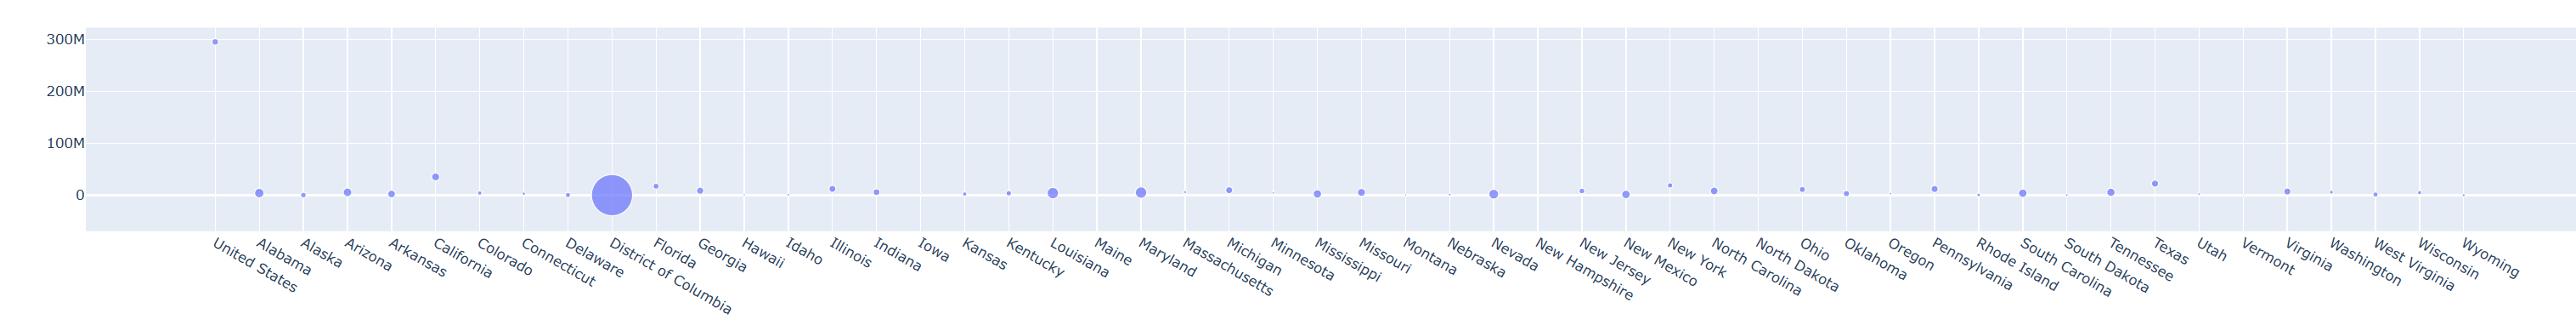 300M
200M
100M
0
United States
Alabama
Alaska
Arizona
Arkansas
California
Colorado
Connecticut
Delaware
District of Columbia
Florida
Georgia
Hawaii
Idaho
Illinois
Indiana
Iowa
Kansas
Kentucky
Louisiana
Maine
Maryland
Massachusetts
Michigan
Minnesota
Mississippi
Missouri
Montana
Nebraska
Nevada
New Hampshire
New Jersey
New Mexico
New York
North Carolina
North Dakota
Ohio
Oklahoma
Oregon
Pennsylvania
Rhode Island
South Carolina
South Dakota
Tennessee
Texas
Utah
Vermont
Virginia
Washington
West Virginia
Wisconsin
Wyoming